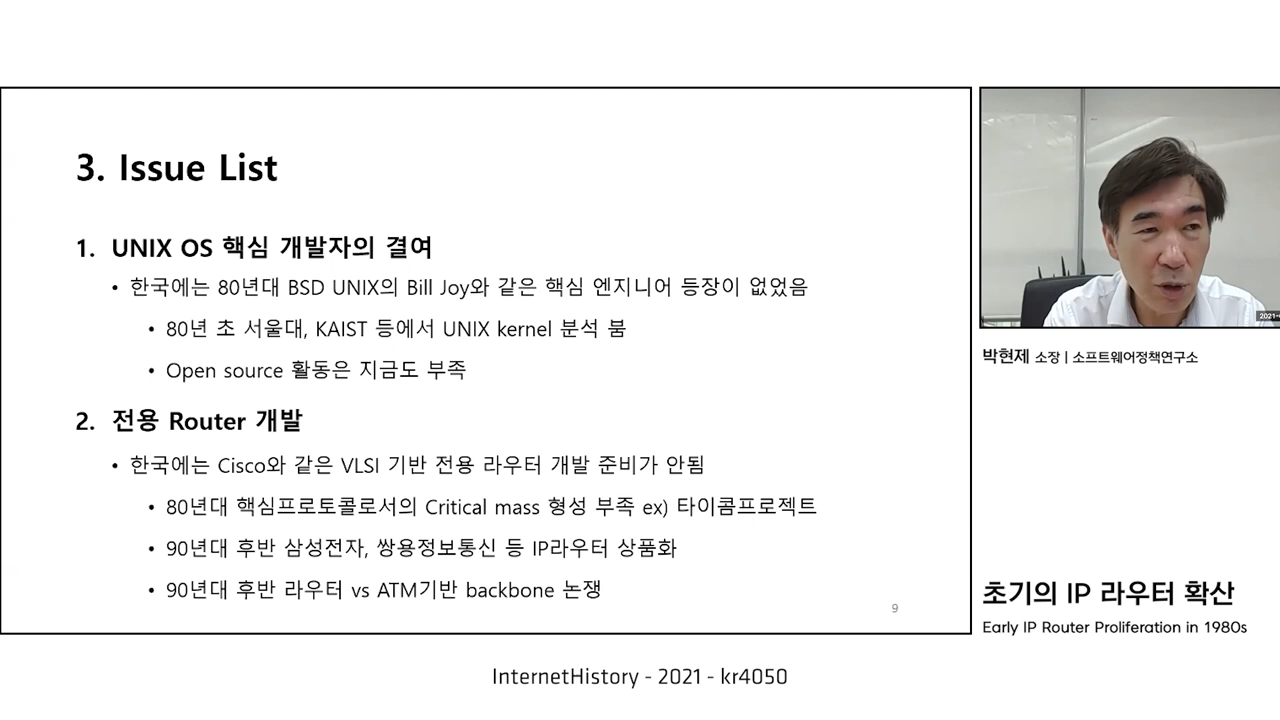 3. Issue List
1. UNIX OS 핵심 개발자의 결여
• 한국에는 80년대 BSD UNIX의 Bill Joy와 같은 핵심 엔지니어 등장이 없었음
• 80년 초 서울대, KAIST 등에서 UNIX kernel 분석 붐
• Open source 활동은 지금도 부족
2. 전용 Router 개발
• 한국에는 Cisco와 같은 VLSI 기반 전용 라우터 개발 준비가 안됨
• 80년대 핵심프로토콜로서의 Critical mass 형성 부족 ex) 타이콤프로젝트
• 90년대 후반 삼성전자, 쌍용정보통신 등 IP라우터 상품화
• 90년대 후반 라우터 vs ATM기반 backbone 논쟁
9
박현제 소장 | 소프트웨어정책연구소
초기의 IP 라우터 확산
Early IP Router Proliferation in 1980s
InternetHistory - 2021 - kr4050